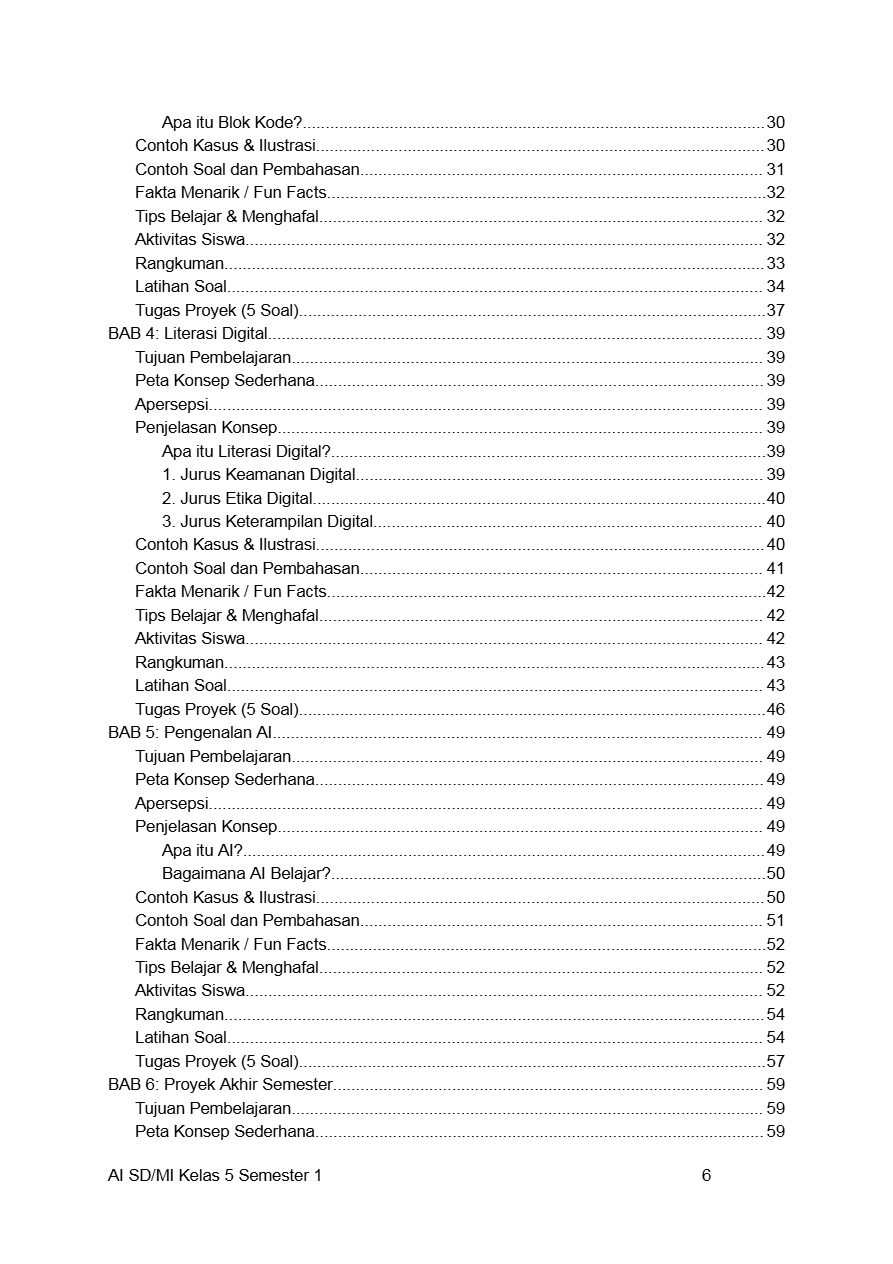 Apa itu Blok Kode?.....30
Contoh Kasus & Ilustrasi.....30
Contoh Soal dan Pembahasan.....31
Fakta Menarik / Fun Facts.....32
Tips Belajar & Menghafal.....32
Aktivitas Siswa.....32
Rangkuman.....33
Latihan Soal.....34
Tugas Proyek (5 Soal).....37
BAB 4: Literasi Digital.....39
Tujuan Pembelajaran.....39
Peta Konsep Sederhana.....39
Apersepsi.....39
Penjelasan Konsep.....39
Apa itu Literasi Digital?.....39
1. Jurus Keamanan Digital.....39
2. Jurus Etika Digital.....40
3. Jurus Keterampilan Digital.....40
Contoh Kasus & Ilustrasi.....40
Contoh Soal dan Pembahasan.....41
Fakta Menarik / Fun Facts.....42
Tips Belajar & Menghafal.....42
Aktivitas Siswa.....42
Rangkuman.....43
Latihan Soal.....43
Tugas Proyek (5 Soal).....46
BAB 5: Pengenalan AI.....49
Tujuan Pembelajaran.....49
Peta Konsep Sederhana.....49
Apersepsi.....49
Penjelasan Konsep.....49
Apa itu AI?.....49
Bagaimana AI Belajar?.....50
Contoh Kasus & Ilustrasi.....50
Contoh Soal dan Pembahasan.....51
Fakta Menarik / Fun Facts.....52
Tips Belajar & Menghafal.....52
Aktivitas Siswa.....52
Rangkuman.....54
Latihan Soal.....54
Tugas Proyek (5 Soal).....57
BAB 6: Proyek Akhir Semester.....59
Tujuan Pembelajaran.....59
Peta Konsep Sederhana.....59
AI SD/MI Kelas 5 Semester 1 6